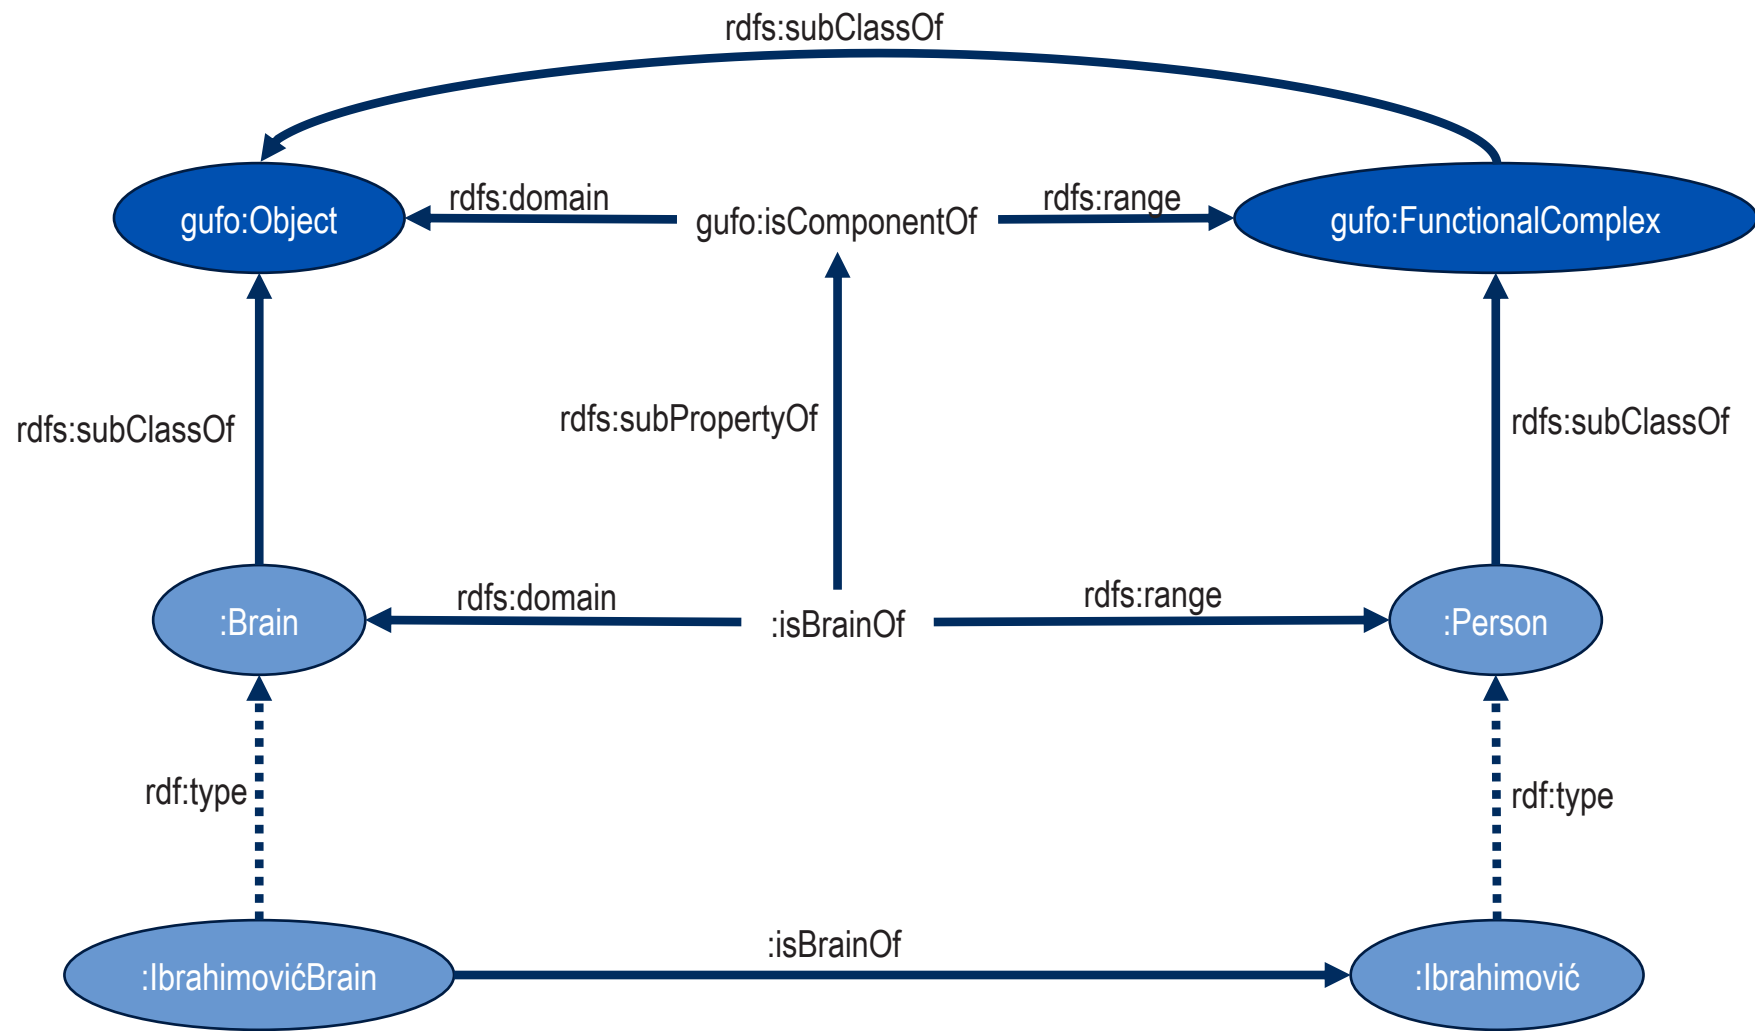 rdfs:subClassOf
rdfs:domain
rdfs:range
gufo:Object
gufo:isComponentOf
gufo:FunctionalComplex
rdfs:subClassOf
rdfs:subPropertyOf
rdfs:subClassOf
rdfs:domain
rdfs:range
:Brain
:isBrainOf
:Person
rdf:type
rdf:type
:isBrainOf
:IbrahimovićBrain
:Ibrahimović